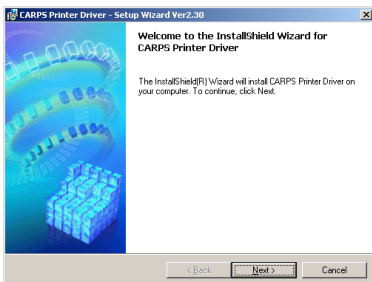 CARPS Printer Driver - Setup Wizard Ver2.30
Welcome to the InstallShield Wizard for
CARPS Printer Driver
The InstallShield(R) Wizard will install CARPS Printer Driver on
your computer. To continue, click Next.
< Back
Next >
Cancel